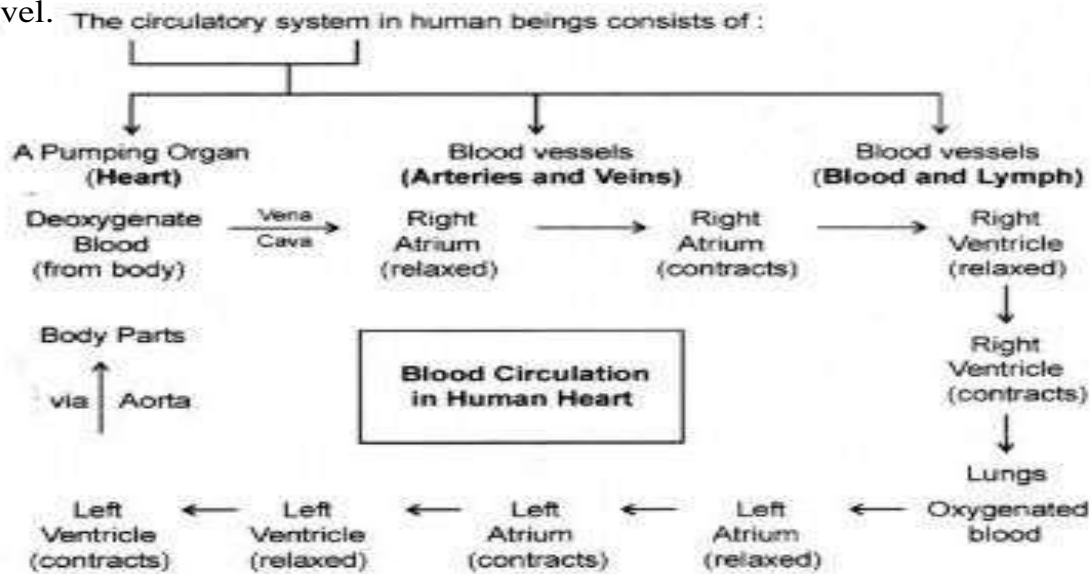 vel.
The circulatory system in human beings consists of :
A Pumping Organ
(Heart)
Blood vessels
(Arteries and Veins)
Blood vessels
(Blood and Lymph)
Deoxygenate
Blood
(from body)
Vena
Cava
Right
Atrium
(relaxed)
Right
Atrium
(contracts)
Right
Ventricle
(relaxed)
Right
Ventricle
(contracts)
Lungs
Oxygenated
blood
Left
Atrium
(relaxed)
Left
Atrium
(contracts)
Left
Ventricle
(relaxed)
Left
Ventricle
(contracts)
via Aorta
Body Parts
Blood Circulation
in Human Heart